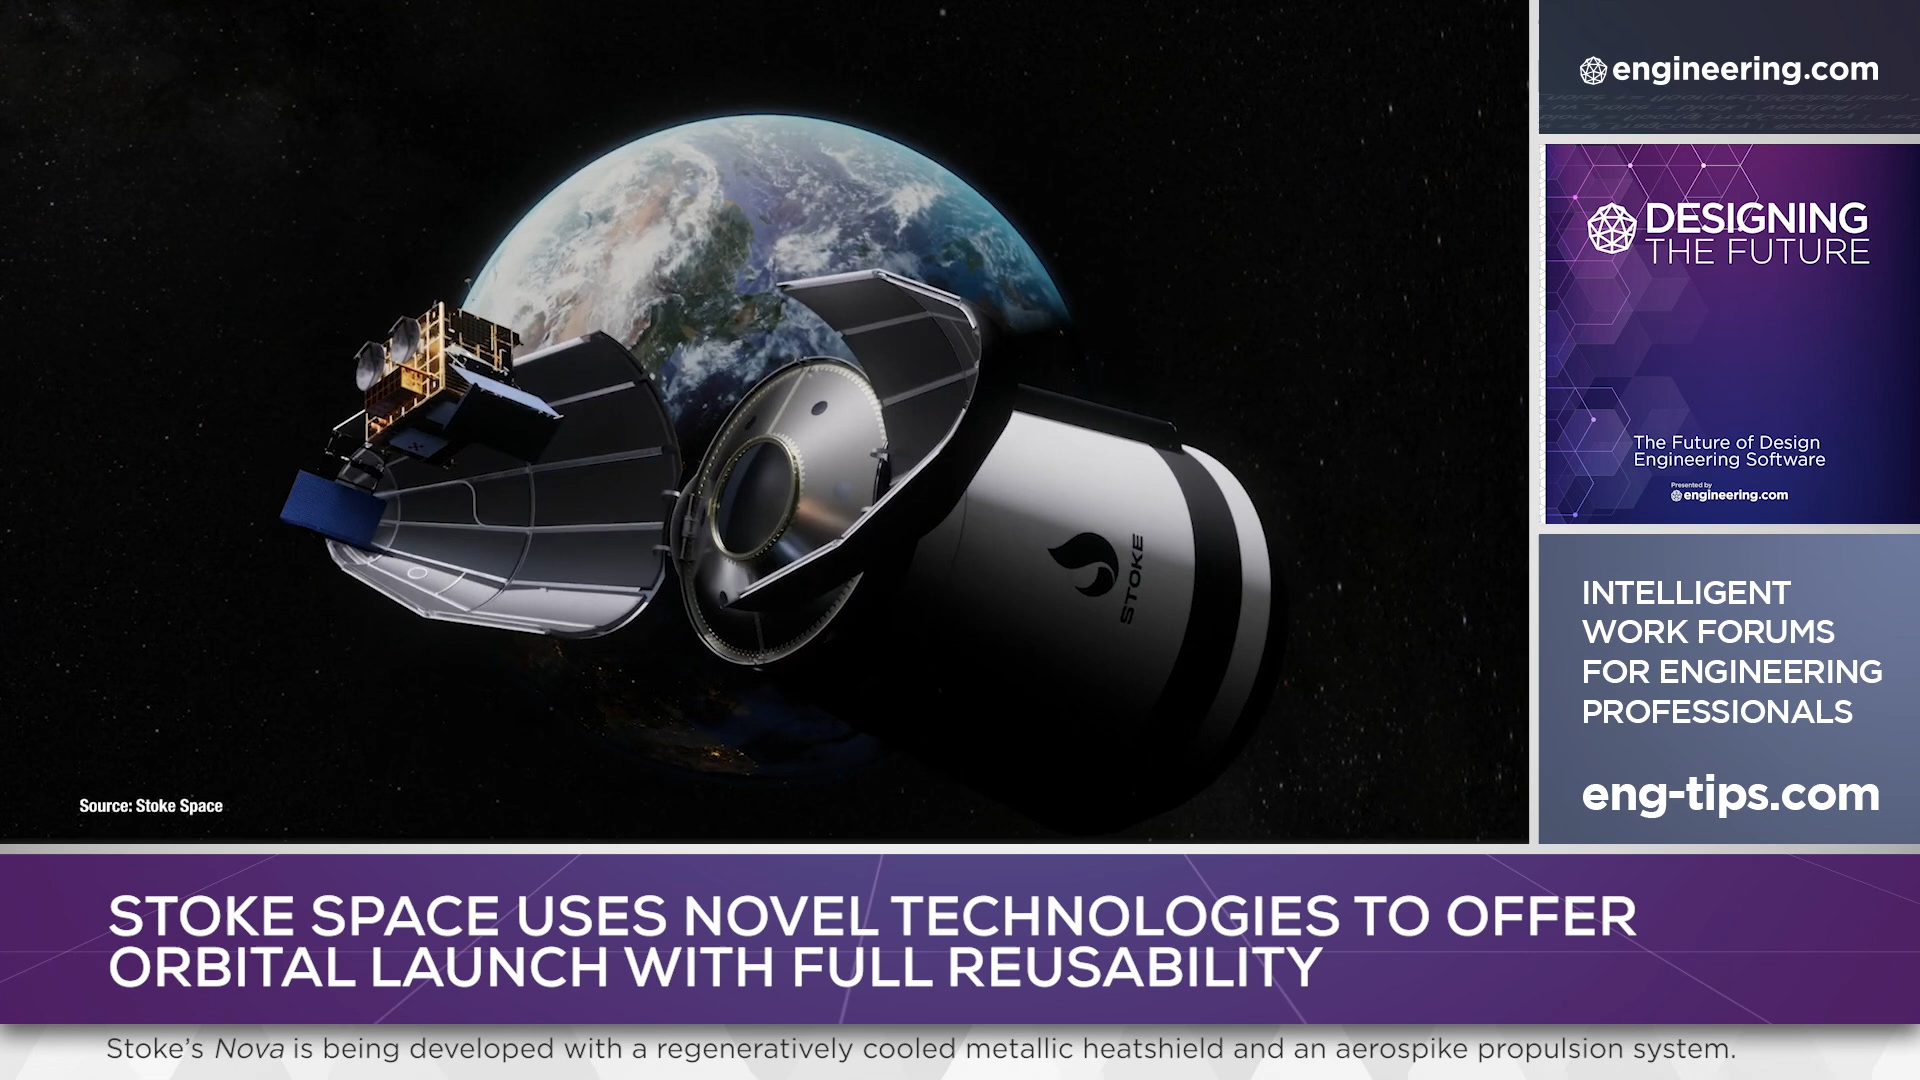 engineering.com
DESIGNING
THE FUTURE
The Future of Design
Engineering Software
Presented by
engineering.com
INTELLIGENT
WORK FORUMS
FOR ENGINEERING
PROFESSIONALS
eng-tips.com
STOKE
Source: Stoke Space
STOKE SPACE USES NOVEL TECHNOLOGIES TO OFFER
ORBITAL LAUNCH WITH FULL REUSABILITY
Stoke's Nova is being developed with a regeneratively cooled metallic heatshield and an aerospike propulsion system.